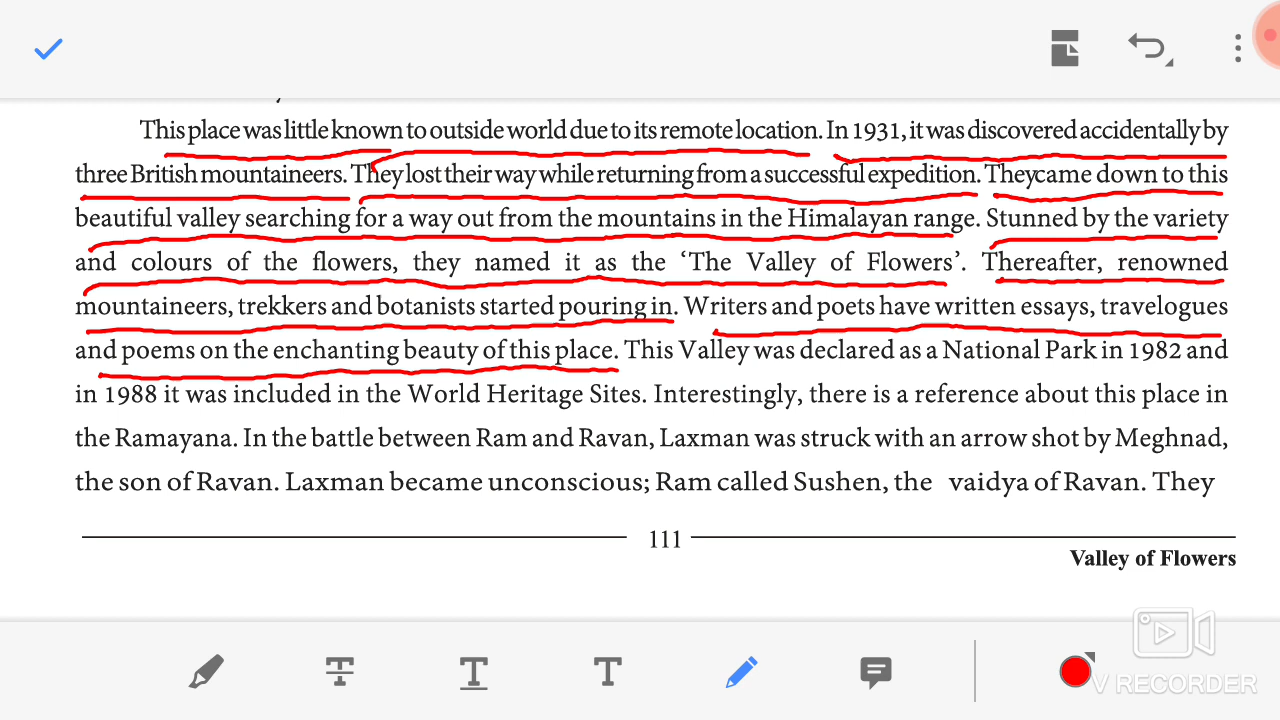 This place was little known to outside world due to its remote location. In 1931, it was discovered accidentally by
three British mountaineers. They lost their way while returning from a successful expedition. Theycame down to this
beautiful valley searching for a way out from the mountains in the Himalayan range. Stunned by the variety
and colours of the flowers, they named it as the ‘The Valley of Flowers’. Thereafter, renowned
mountaineers, trekkers and botanists started pouring in. Writers and poets have written essays, travelogues
and poems on the enchanting beauty of this place. This Valley was declared as a National Park in 1982 and
in 1988 it was included in the World Heritage Sites. Interestingly, there is a reference about this place in
the Ramayana. In the battle between Ram and Ravan, Laxman was struck with an arrow shot by Meghnad,
the son of Ravan. Laxman became unconscious; Ram called Sushen, the vaidya of Ravan. They
111
Valley of Flowers
T T T
V RECORDER